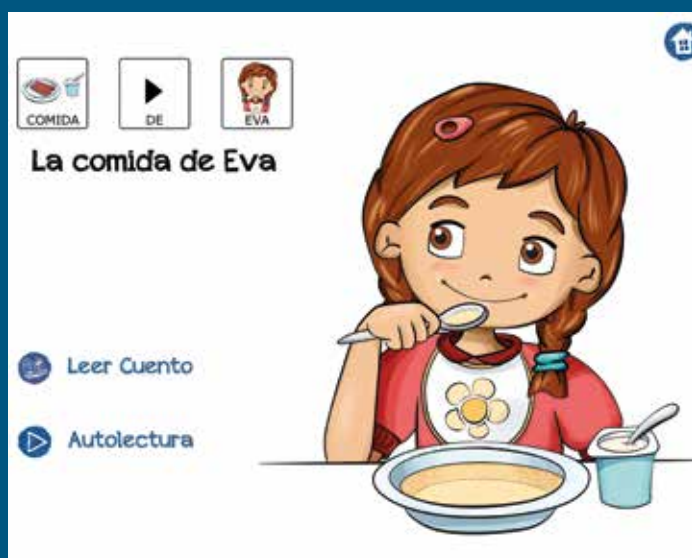 COMIDA
DE
EVA
La comida de Eva
Leer Cuento
Autolectura